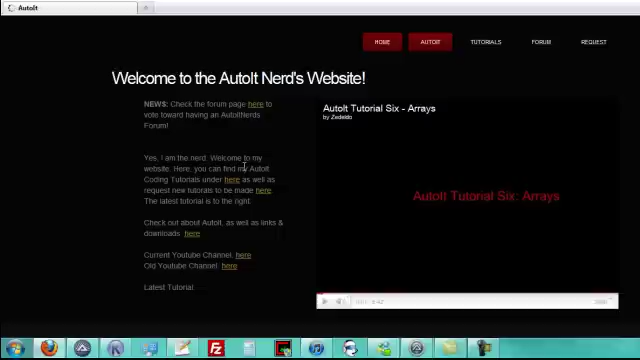 AutoIt
HOME
AUTOIT
TUTORIALS
FORUM
REQUEST
Welcome to the AutoIt Nerd's Website!
NEWS: Check the forum page here to
vote toward having an AutoItNerds
Forum!
Yes, I am the nerd. Welcome to my
website. Here, you can find my AutoIt
Coding Tutorials under here as well as
request new tutorals to be made here.
The latest tutorial is to the right.
Check out about AutoIt, as well as links &
downloads here
Current Youtube Channel, here
Old Youtube Channel, here
Latest Tutorial:
AutoIt Tutorial Six - Arrays
by Zedeldo
AutoIt Tutorial Six: Arrays